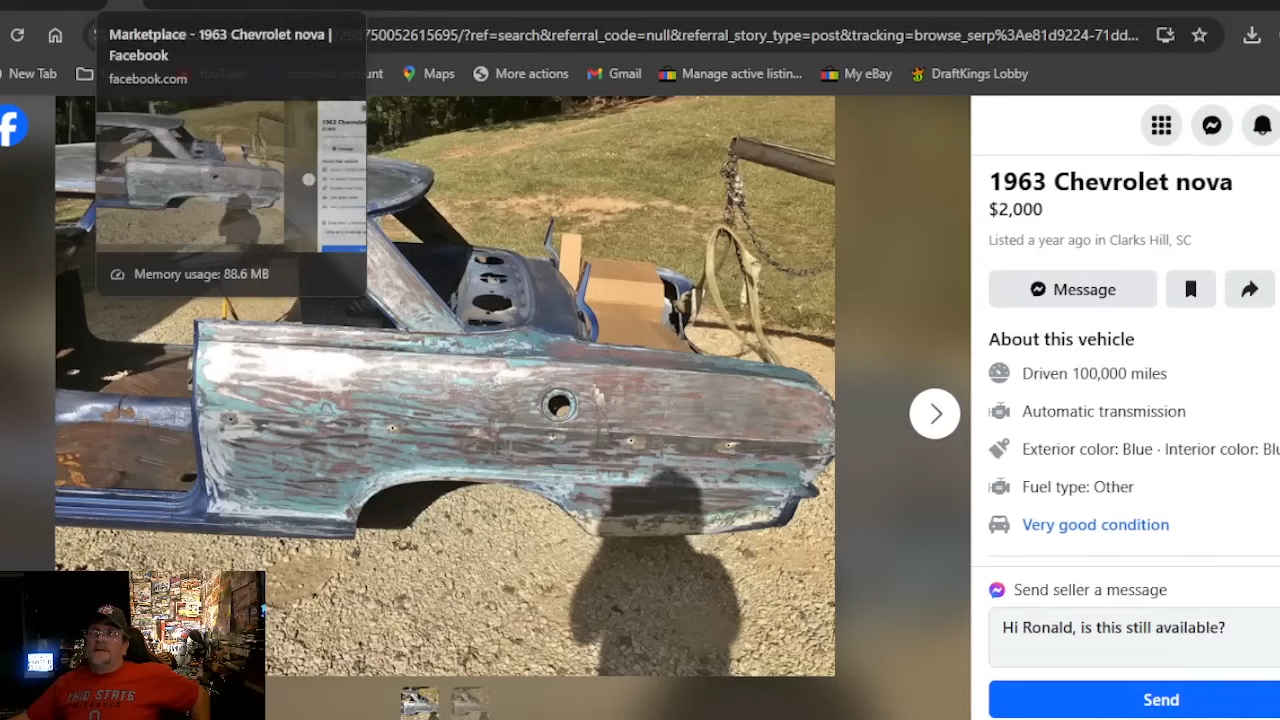 Marketplace - 1963 Chevrolet nova |
Facebook
facebook.com
750052615695/?ref=search&referral_code=null&referral_story_type=post&tracking=browse_serp%3Ae81d9224-71dd...
New Tab
Maps
More actions
Gmail
Manage active listin...
My eBay
DraftKings Lobby
Memory usage: 88.6 MB
1963 Chevrolet nova
$2,000
Listed a year ago in Clarks Hill, SC
Message
About this vehicle
Driven 100,000 miles
Automatic transmission
Exterior color: Blue · Interior color: Blu
Fuel type: Other
Very good condition
Send seller a message
Hi Ronald, is this still available?
Send
STATE